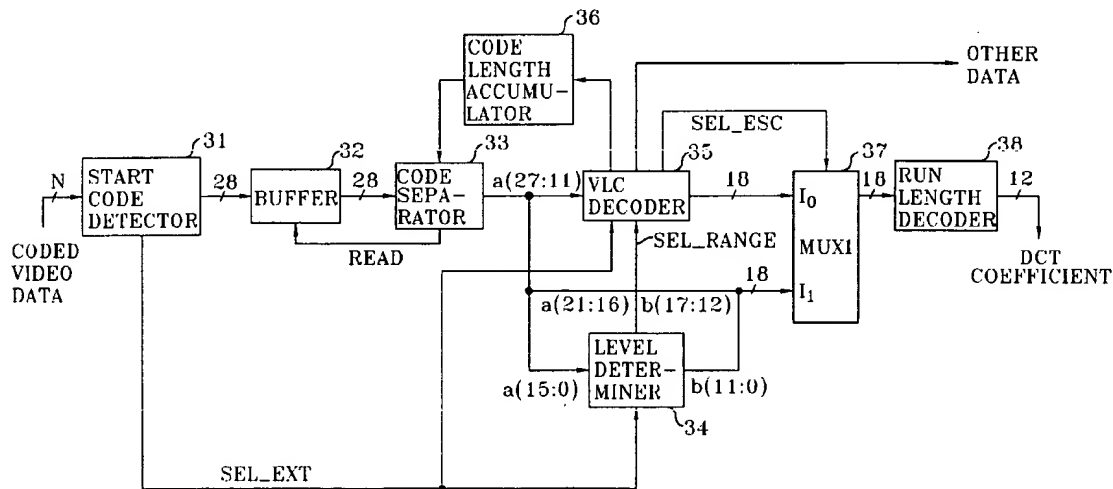 36
CODE
LENGTH
ACCUMU-
LATOR
OTHER
DATA
SEL_ESC
31
32
33
35
37
38
N
START
CODE
DETECTOR
28
BUFFER
28
CODE
SEPA-
RATOR
a(27:11)
VLC
DECODER
18
I0
MUX1
I1
18
RUN
LENGTH
DECODER
12
READ
SEL_RANGE
CODED
VIDEO
DATA
DCT
COEFFICIENT
18
a(21:16)
b(17:12)
LEVEL
DETER-
MINER
a(15:0)
b(11:0)
34
SEL_EXT